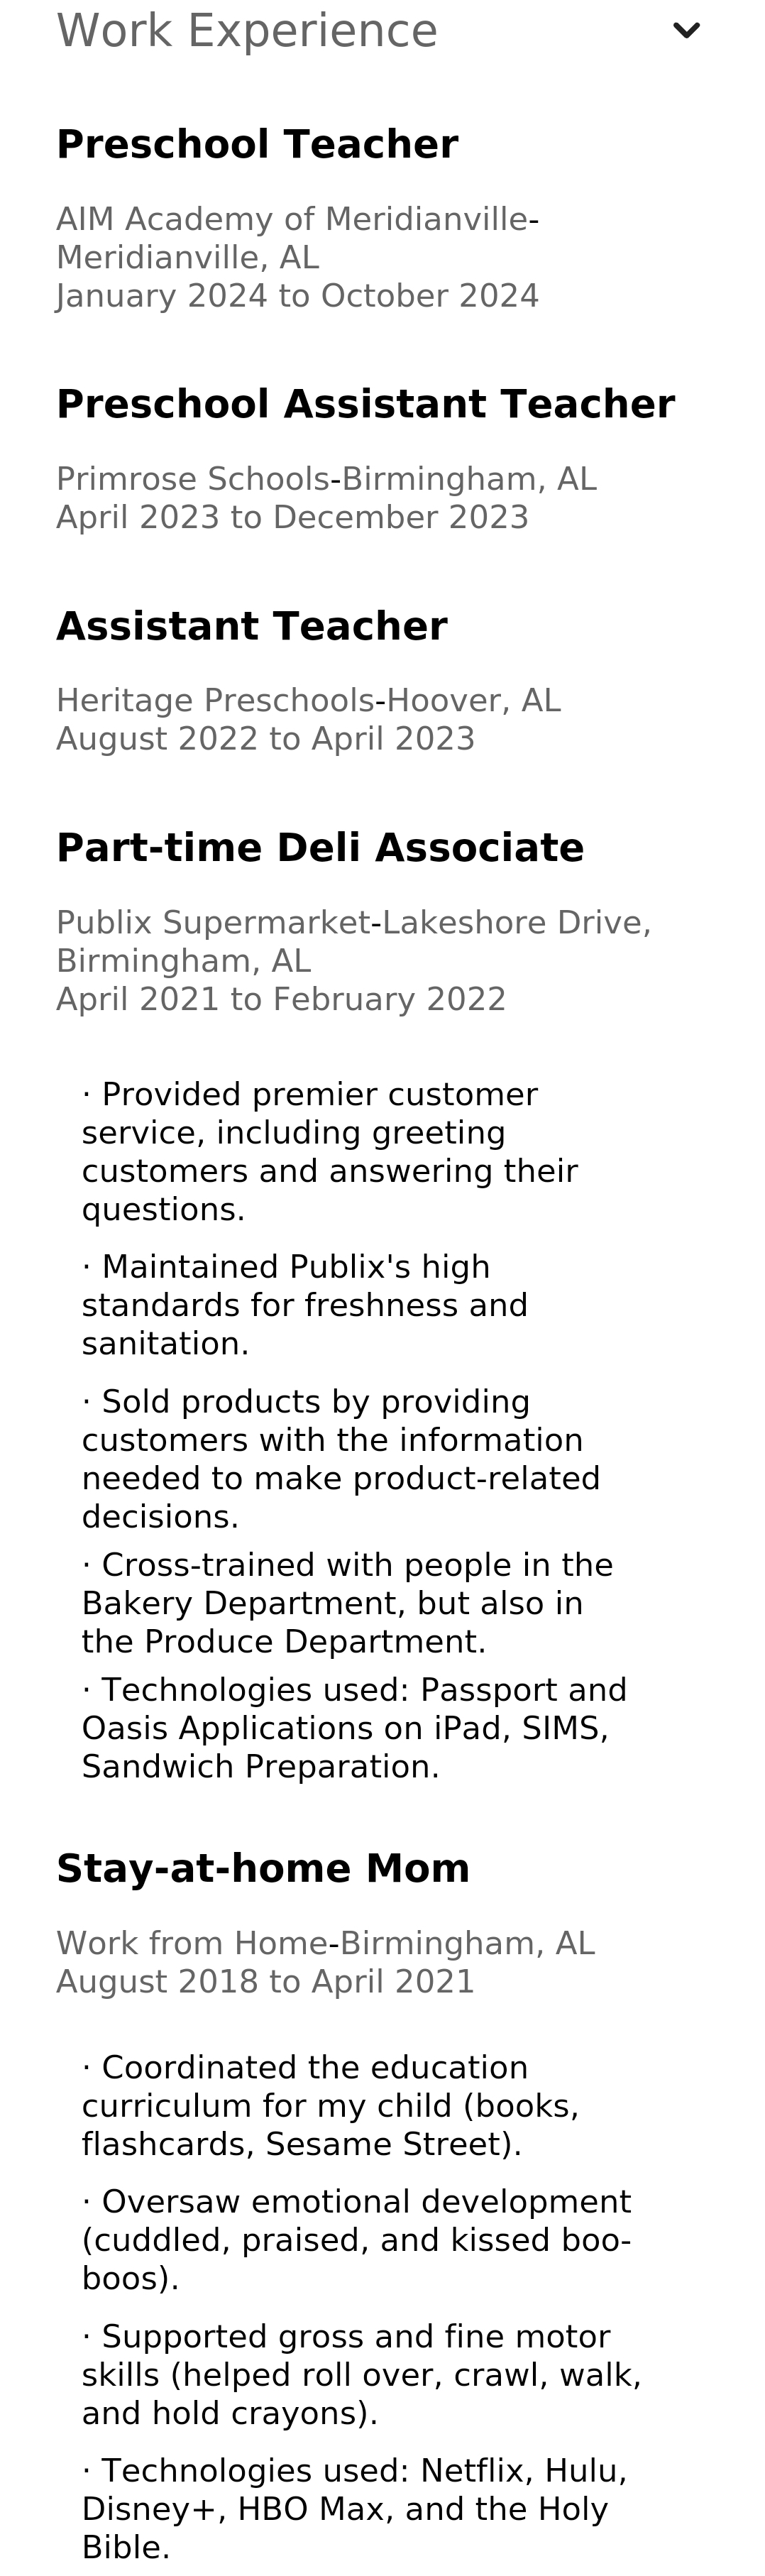 Work Experience
Preschool Teacher
AIM Academy of Meridianville-
Meridianville, AL
January 2024 to October 2024
Preschool Assistant Teacher
Primrose Schools-Birmingham, AL
April 2023 to December 2023
Assistant Teacher
Heritage Preschools-Hoover, AL
August 2022 to April 2023
Part-time Deli Associate
Publix Supermarket-Lakeshore Drive,
Birmingham, AL
April 2021 to February 2022
· Provided premier customer
service, including greeting
customers and answering their
questions.
· Maintained Publix's high
standards for freshness and
sanitation.
· Sold products by providing
customers with the information
needed to make product-related
decisions.
· Cross-trained with people in the
Bakery Department, but also in
the Produce Department.
· Technologies used: Passport and
Oasis Applications on iPad, SIMS,
Sandwich Preparation.
Stay-at-home Mom
Work from Home-Birmingham, AL
August 2018 to April 2021
· Coordinated the education
curriculum for my child (books,
flashcards, Sesame Street).
· Oversaw emotional development
(cuddled, praised, and kissed boo-
boos).
· Supported gross and fine motor
skills (helped roll over, crawl, walk,
and hold crayons).
· Technologies used: Netflix, Hulu,
Disney+, HBO Max, and the Holy
Bible.